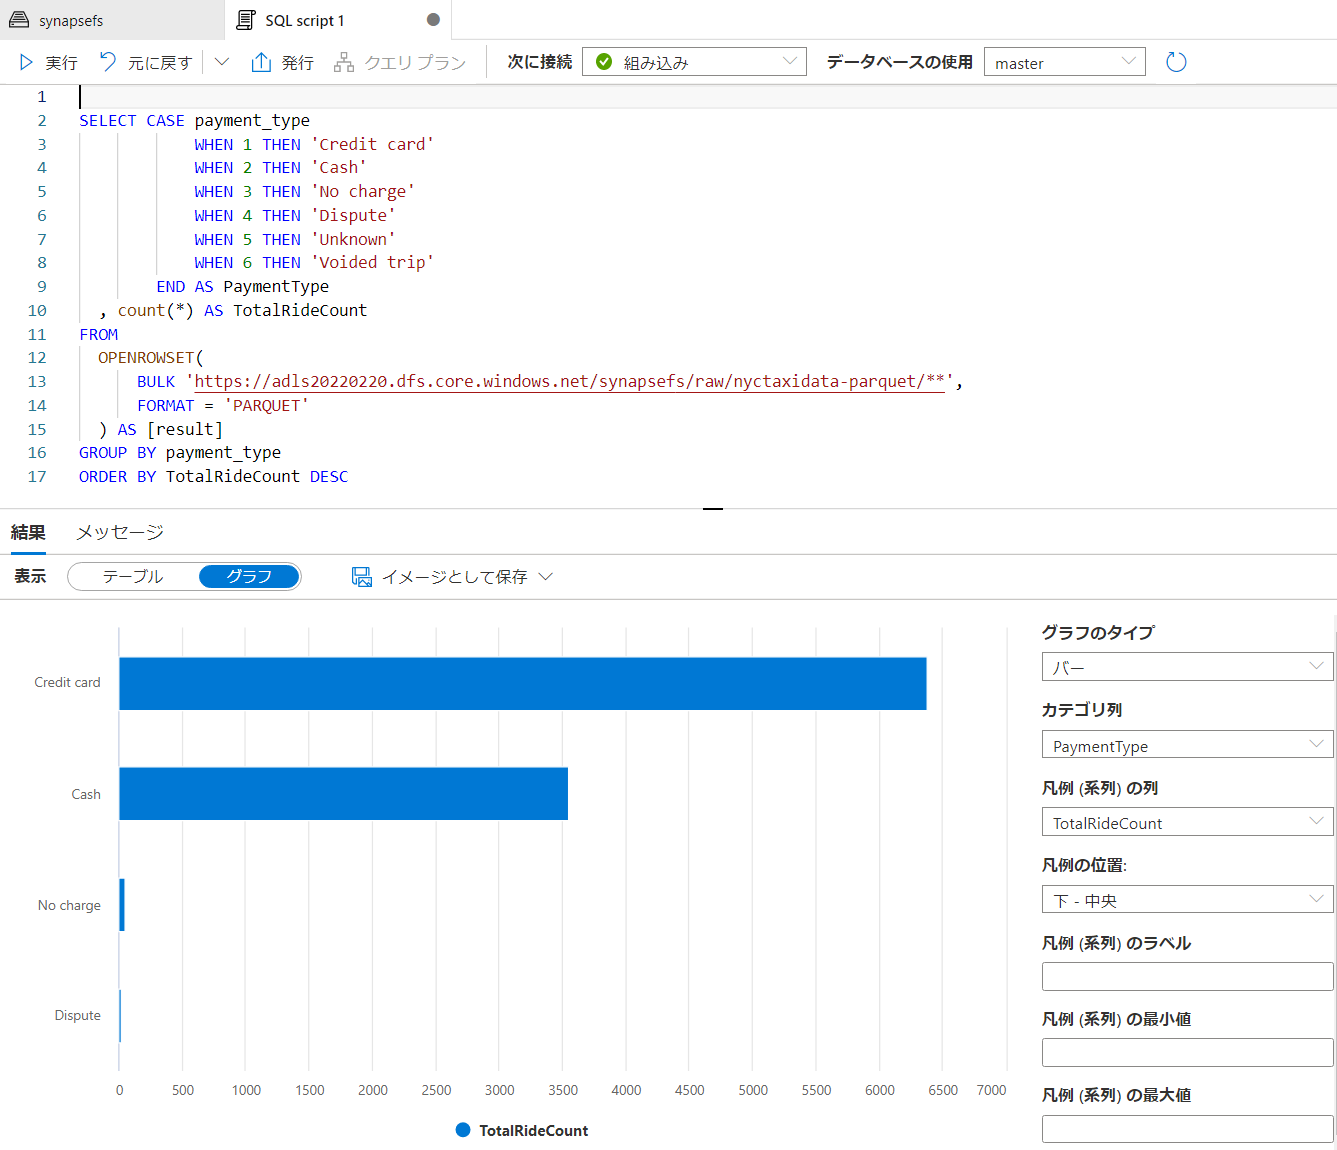 synapsefs SQL script 1
実行 元に戻す 発行 クエリ プラン 次に接続 組み込み データベースの使用 master
1
2 SELECT CASE payment_type
3 WHEN 1 THEN 'Credit card'
4 WHEN 2 THEN 'Cash'
5 WHEN 3 THEN 'No charge'
6 WHEN 4 THEN 'Dispute'
7 WHEN 5 THEN 'Unknown'
8 WHEN 6 THEN 'Voided trip'
9 END AS PaymentType
10 , count(*) AS TotalRideCount
11 FROM
12 OPENROWSET(
13 BULK 'https://adls20220220.dfs.core.windows.net/synapsefs/raw/nyctaxidata-parquet/**',
14 FORMAT = 'PARQUET'
15 ) AS [result]
16 GROUP BY payment_type
17 ORDER BY TotalRideCount DESC
結果 メッセージ
表示 テーブル グラフ イメージとして保存
Credit card
Cash
No charge
Dispute
0 500 1000 1500 2000 2500 3000 3500 4000 4500 5000 5500 6000 6500 7000
TotalRideCount
グラフのタイプ
バー
カテゴリ列
PaymentType
凡例 (系列) の列
TotalRideCount
凡例の位置:
下 - 中央
凡例 (系列) のラベル
凡例 (系列) の最小値
凡例 (系列) の最大値